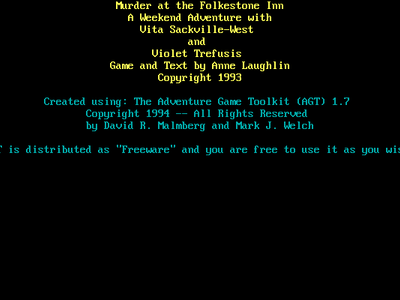 Murder at the Folkestone Inn
A Weekend Adventure with
Vita Sackville-West
and
Violet Trefusis
Game and Text by Anne Laughlin
Copyright 1993
Created using: The Adventure Game Toolkit (AGT) 1.7
Copyright 1994 -- All Rights Reserved
by David R. Malmberg and Mark J. Welch
is distributed as "Freeware" and you are free to use it as you